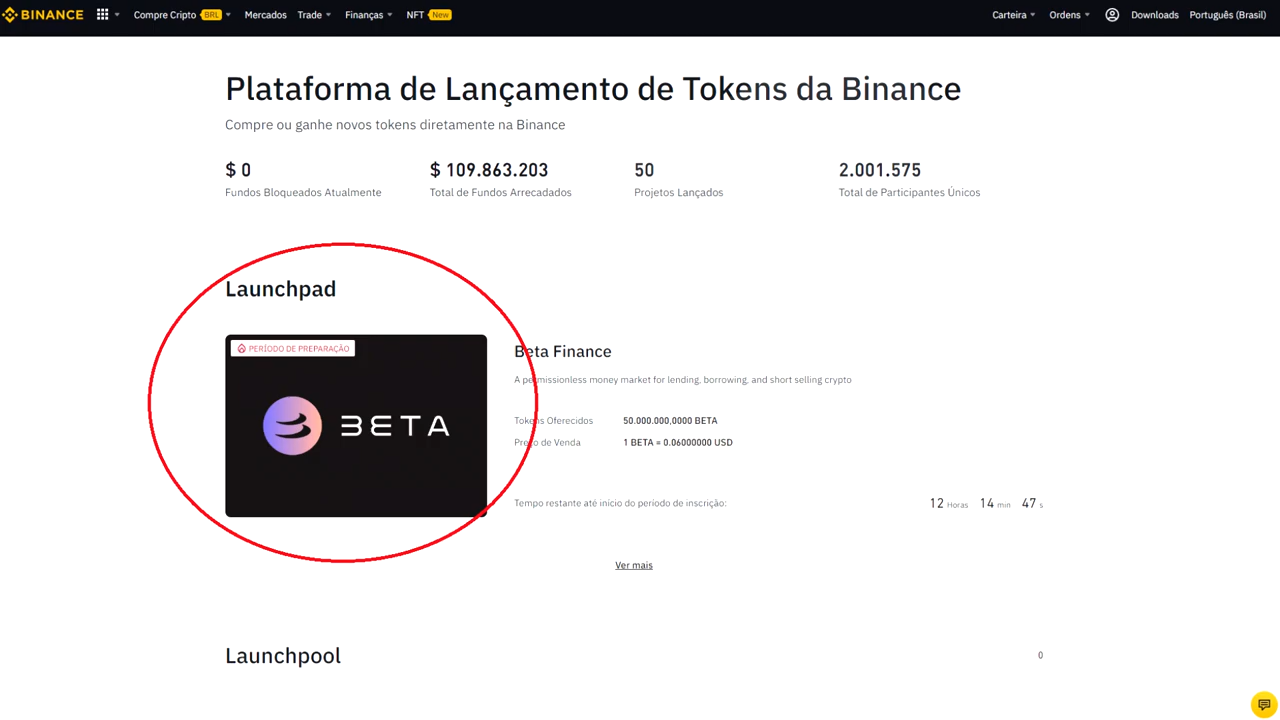 BINANCE Compre Cripto BRL Mercados Trade Finanças NFT New Carteira Ordens Downloads Português (Brasil)
Plataforma de Lançamento de Tokens da Binance
Compre ou ganhe novos tokens diretamente na Binance
$ 0 $ 109.863.203 50 2.001.575
Fundos Bloqueados Atualmente Total de Fundos Arrecadados Projetos Lançados Total de Participantes Únicos
Launchpad
PERÍODO DE PREPARAÇÃO
BETA
Beta Finance
A permissionless money market for lending, borrowing, and short selling crypto
Tokens Oferecidos 50.000.000,0000 BETA
Preço de Venda 1 BETA = 0.06000000 USD
Tempo restante até início do período de inscrição: 12 Horas 14 min 47 s
Ver mais
Launchpool 0